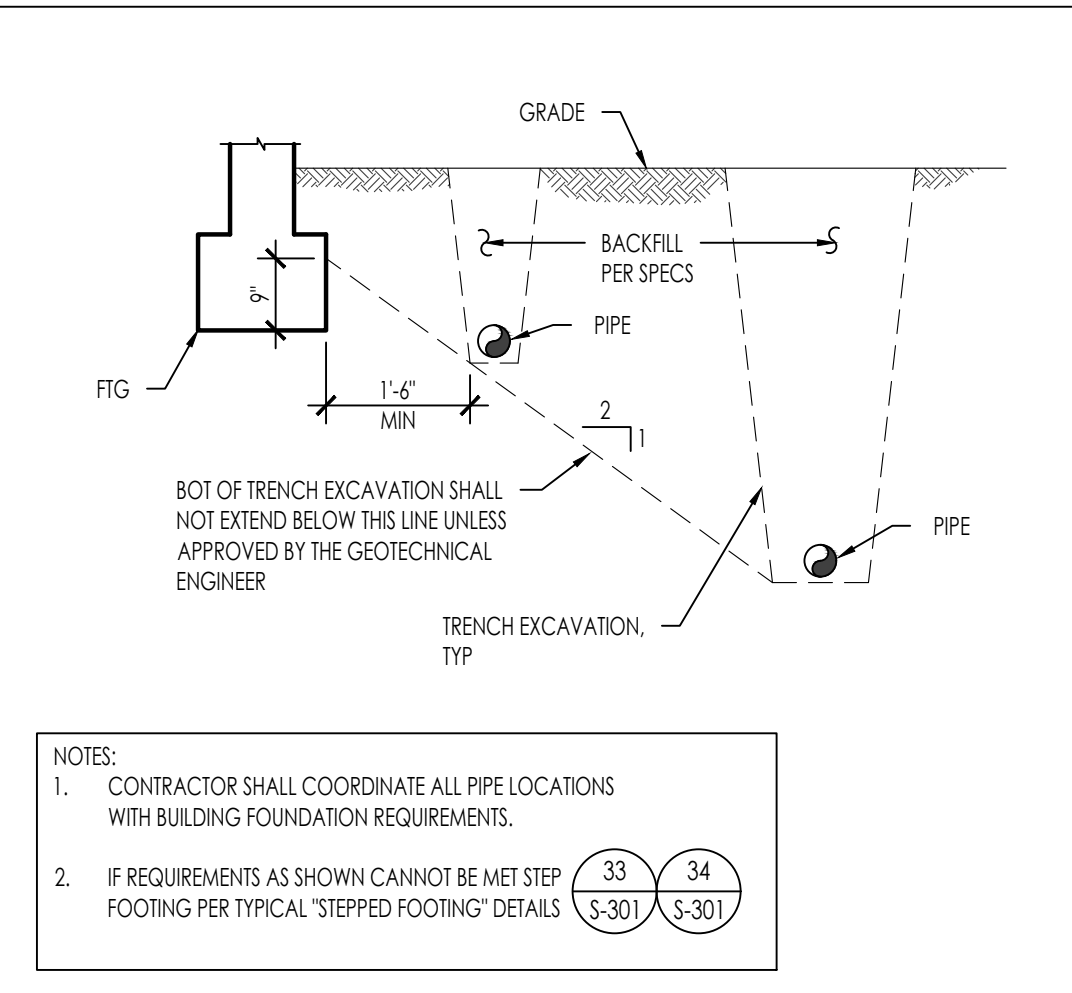 GRADE
BACKFILL
PER SPECS
9"
PIPE
FTG
1'-6"
MIN
2
1
BOT OF TRENCH EXCAVATION SHALL
NOT EXTEND BELOW THIS LINE UNLESS
APPROVED BY THE GEOTECHNICAL
ENGINEER
PIPE
TRENCH EXCAVATION,
TYP
NOTES:
1. CONTRACTOR SHALL COORDINATE ALL PIPE LOCATIONS
WITH BUILDING FOUNDATION REQUIREMENTS.
2. IF REQUIREMENTS AS SHOWN CANNOT BE MET STEP
FOOTING PER TYPICAL "STEPPED FOOTING" DETAILS
33 34
S-301 S-301